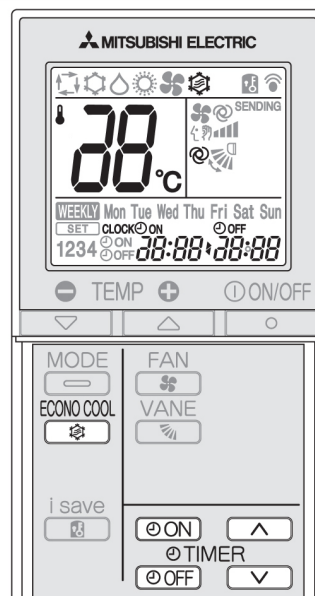 MITSUBISHI ELECTRIC
SENDING
88°C
WEEKLY Mon Tue Wed Thu Fri Sat Sun
SET CLOCK ON OFF
1234 ON OFF 88:88 88:88
TEMP ON/OFF
MODE FAN
ECONO COOL VANE
i save
ON
TIMER
OFF